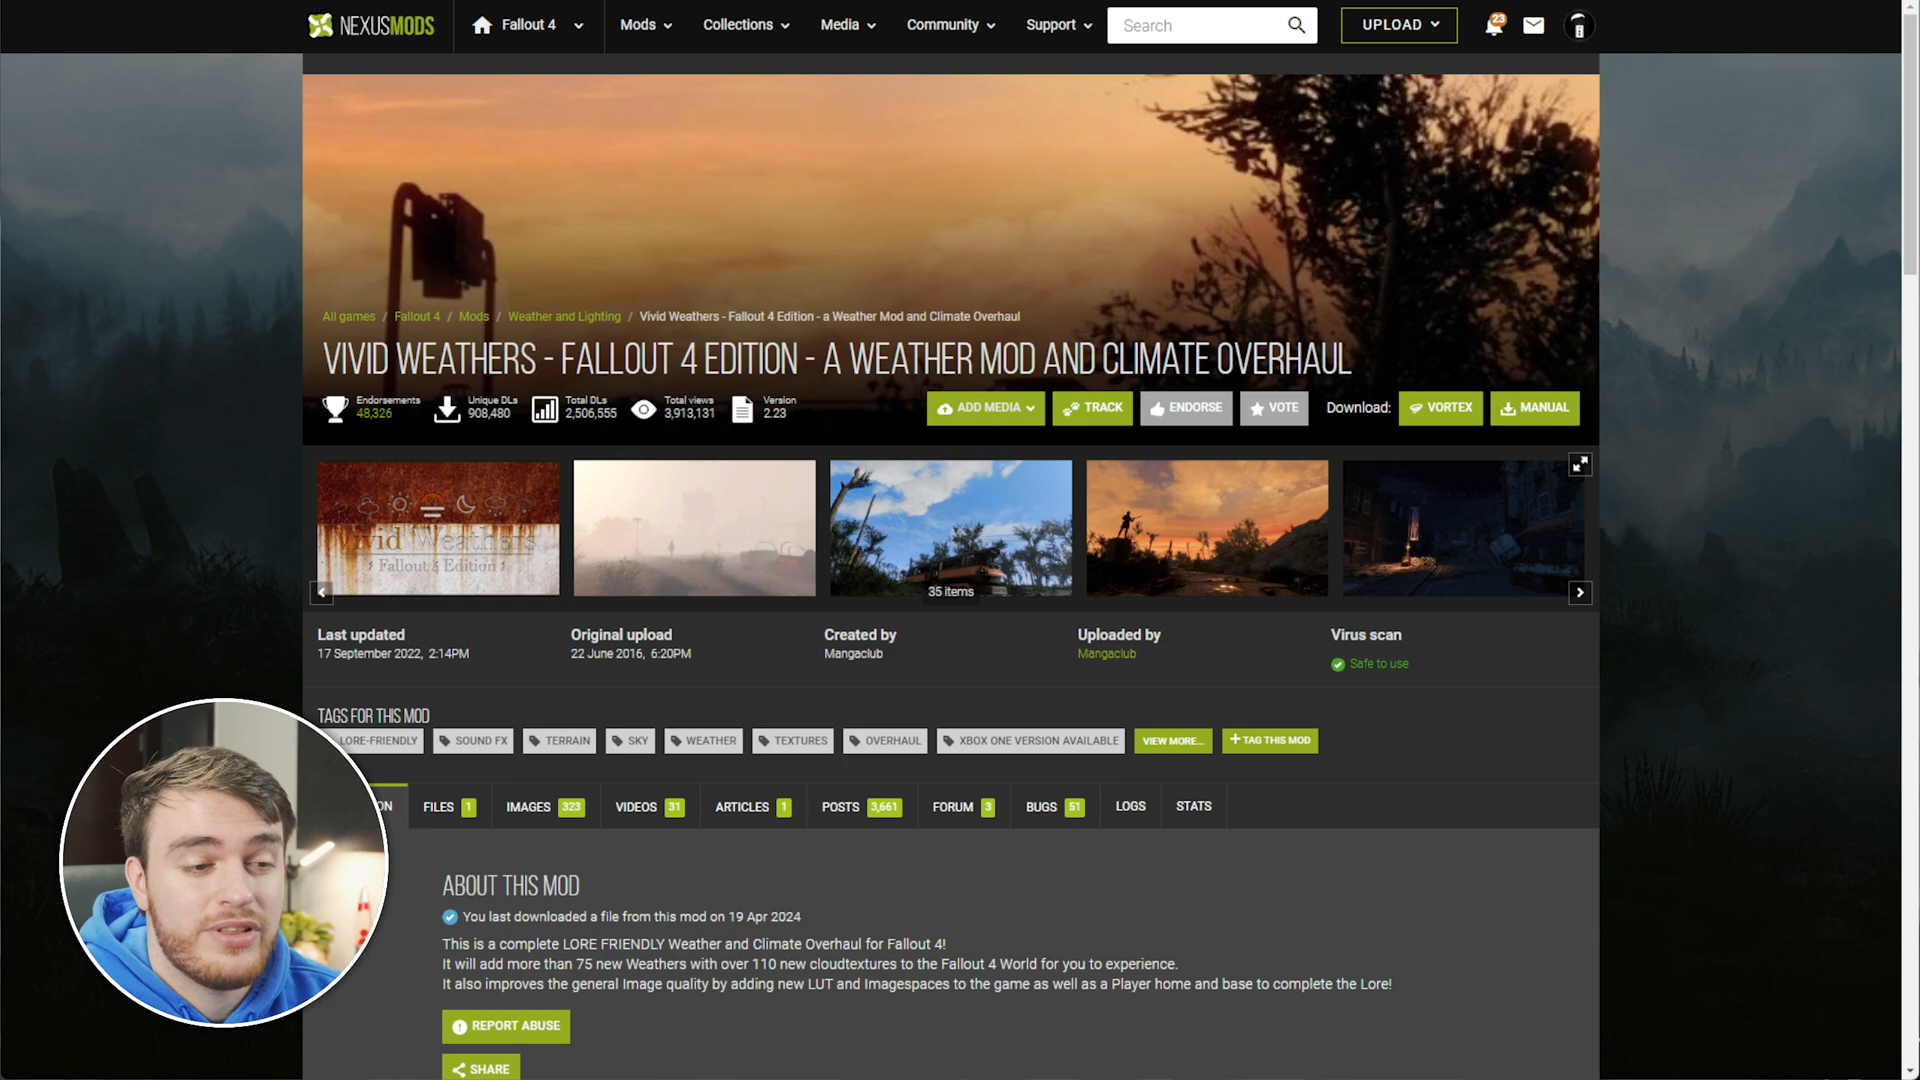 NEXUSMODS
Fallout 4
Mods
Collections
Media
Community
Support
Search
UPLOAD
23
All games / Fallout 4 / Mods / Weather and Lighting / Vivid Weathers - Fallout 4 Edition - a Weather Mod and Climate Overhaul
VIVID WEATHERS - FALLOUT 4 EDITION - A WEATHER MOD AND CLIMATE OVERHAUL
Endorsements
48,326
Unique DLs
908,480
Total DLs
2,506,555
Total views
3,913,131
Version
2.23
ADD MEDIA
TRACK
ENDORSE
VOTE
Download:
VORTEX
MANUAL
Vivid Weathers
Fallout 4 Edition
35 items
Last updated
17 September 2022, 2:14PM
Original upload
22 June 2016, 6:20PM
Created by
Mangaclub
Uploaded by
Mangaclub
Virus scan
Safe to use
TAGS FOR THIS MOD
LORE-FRIENDLY
SOUND FX
TERRAIN
SKY
WEATHER
TEXTURES
OVERHAUL
XBOX ONE VERSION AVAILABLE
VIEW MORE...
+ TAG THIS MOD
ON
FILES 1
IMAGES 323
VIDEOS 31
ARTICLES 1
POSTS 3,661
FORUM 3
BUGS 51
LOGS
STATS
ABOUT THIS MOD
You last downloaded a file from this mod on 19 Apr 2024
This is a complete LORE FRIENDLY Weather and Climate Overhaul for Fallout 4!
It will add more than 75 new Weathers with over 110 new cloudtextures to the Fallout 4 World for you to experience.
It also improves the general Image quality by adding new LUT and Imagespaces to the game as well as a Player home and base to complete the Lore!
REPORT ABUSE
SHARE